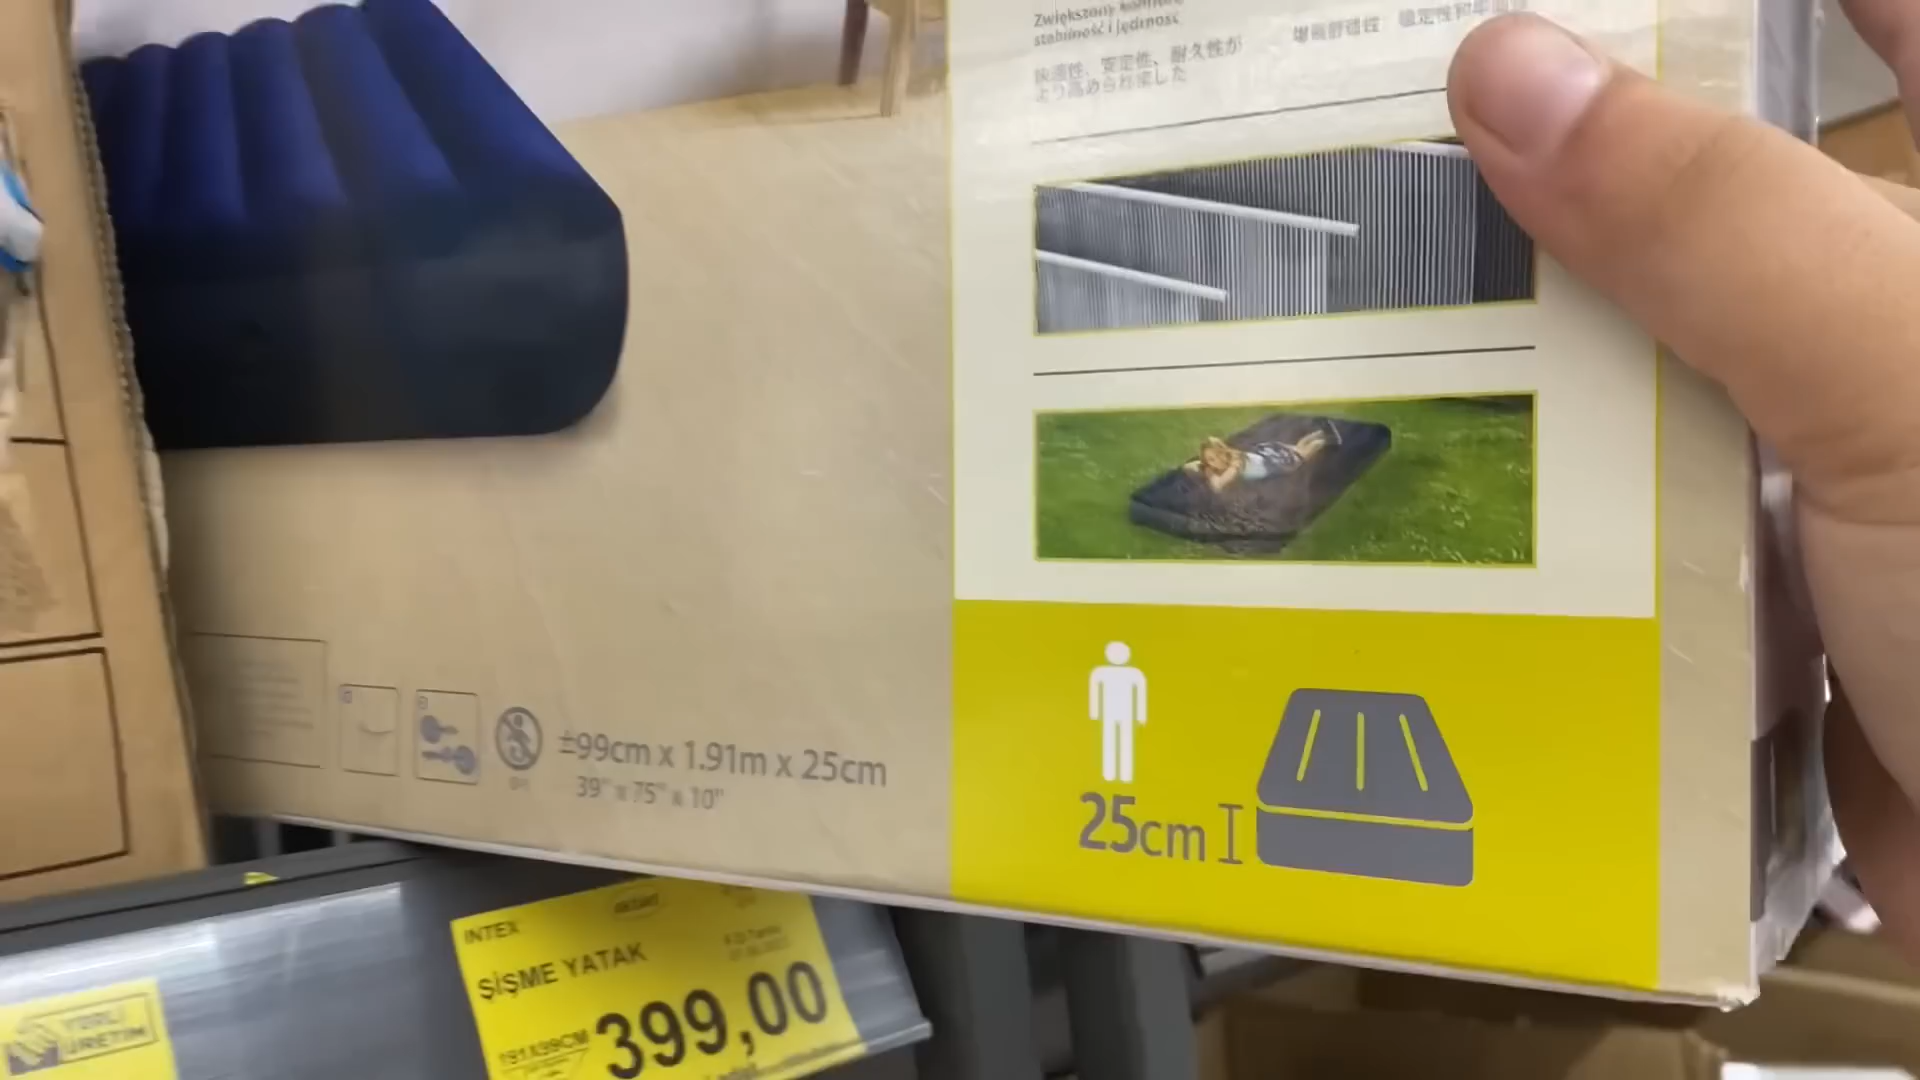 Zwiększony komfort,
stabilność i jędrność
快適性、安定性、耐久性が
より高められました
±99cm x 1.91m x 25cm
39" x 75" x 10"
25cm
INTEX
ŞİŞME YATAK
399,00
YERLİ
ÜRETİM